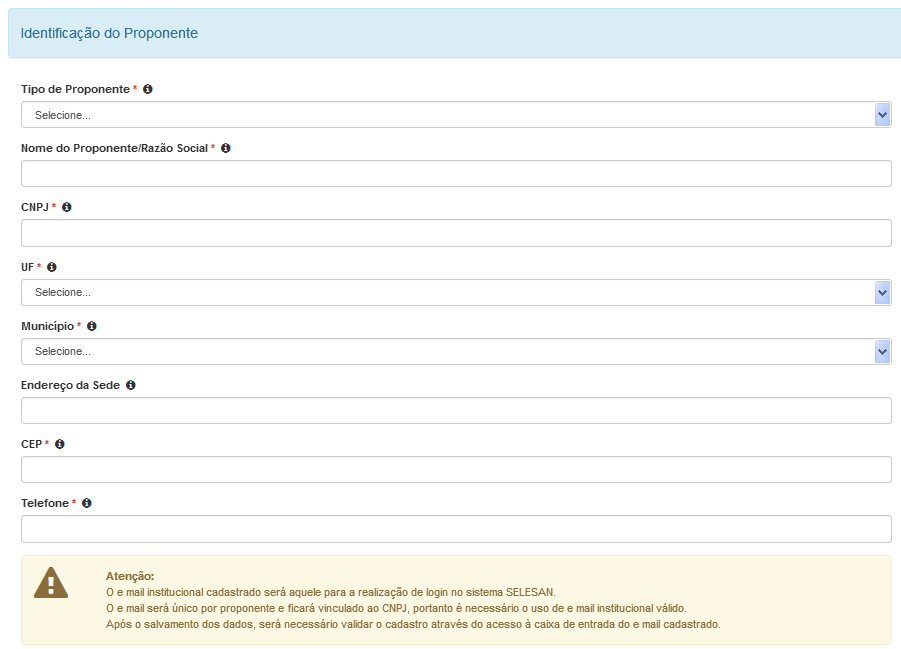 Identificação do Proponente
Tipo de Proponente *
Selecione...
Nome do Proponente/Razão Social *
CNPJ *
UF *
Selecione...
Município *
Selecione...
Endereço da Sede
CEP *
Telefone *
Atenção:
O e mail institucional cadastrado será aquele para a realização de login no sistema SELESAN.
O e mail será único por proponente e ficará vinculado ao CNPJ, portanto é necessário o uso de e mail institucional válido.
Após o salvamento dos dados, será necessário validar o cadastro através do acesso à caixa de entrada do e mail cadastrado.